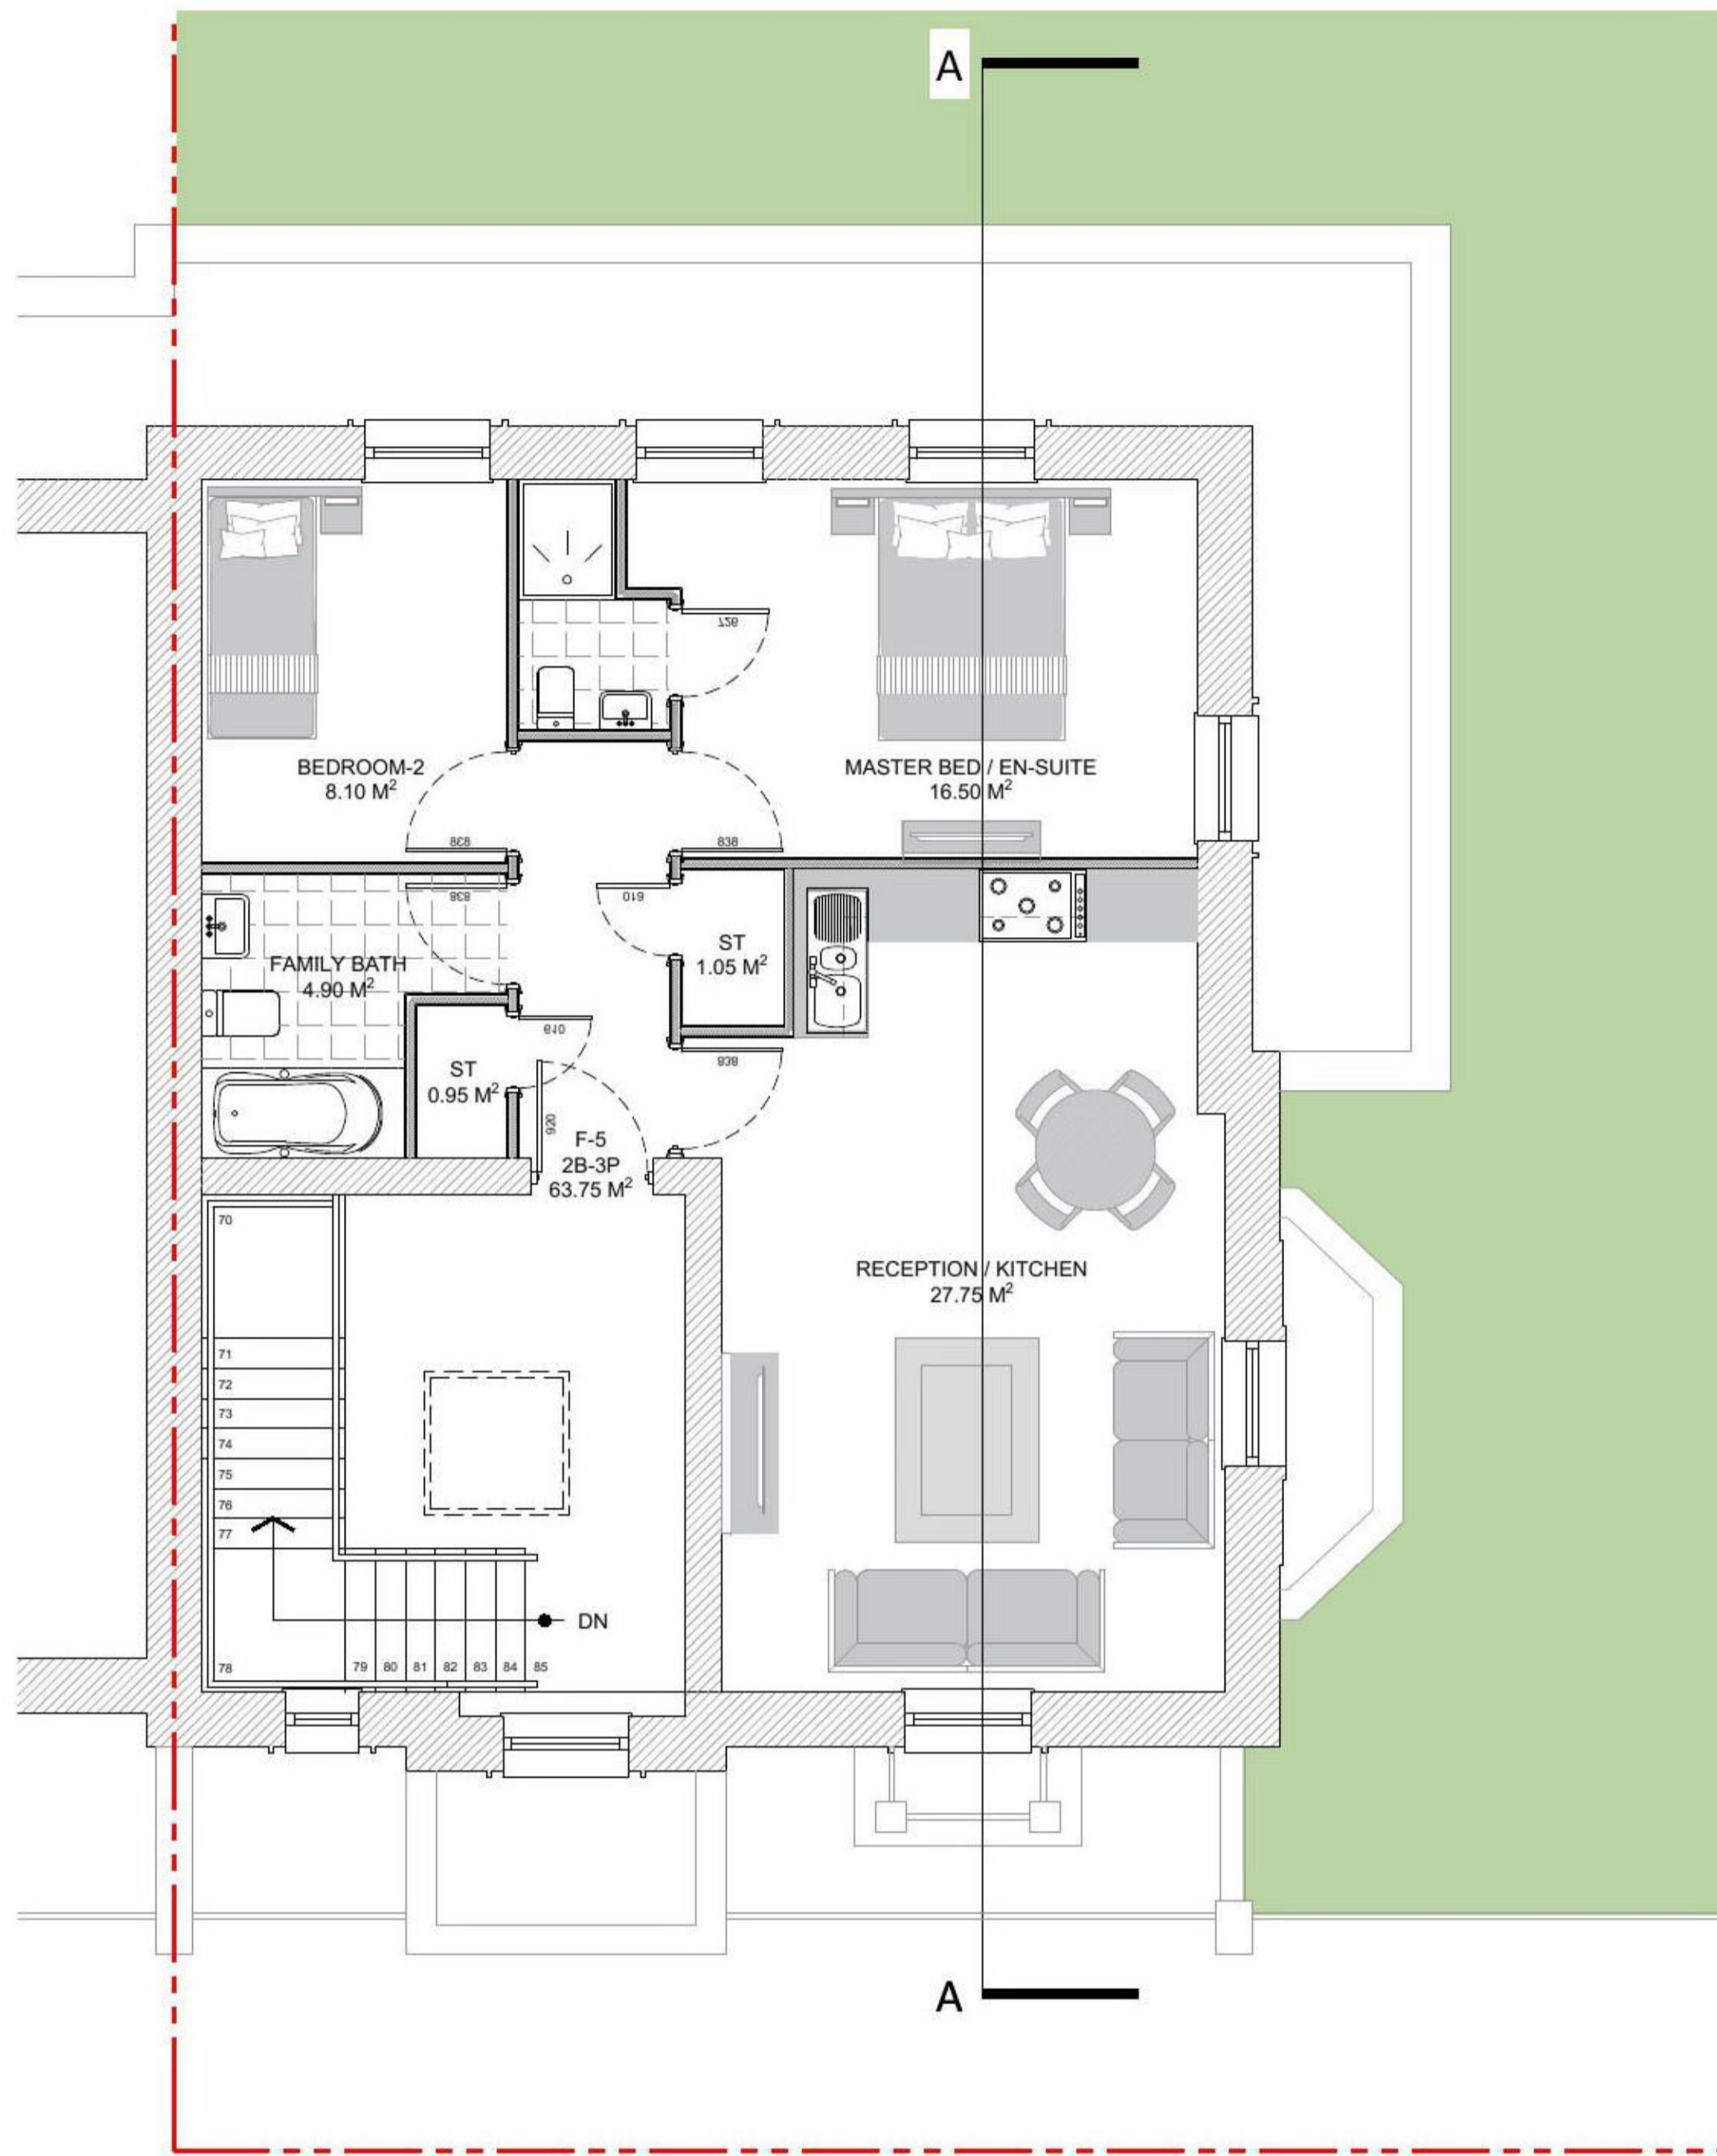 A
726
BEDROOM-2
8.10 M²
MASTER BED / EN-SUITE
16.50 M²
838
838
838
610
ST
1.05 M²
FAMILY BATH
4.90 M²
610
838
ST
0.95 M²
920
F-5
2B-3P
63.75 M²
70
RECEPTION / KITCHEN
27.75 M²
71
72
73
74
75
76
77
DN
78
79 80 81 82 83 84 85
A